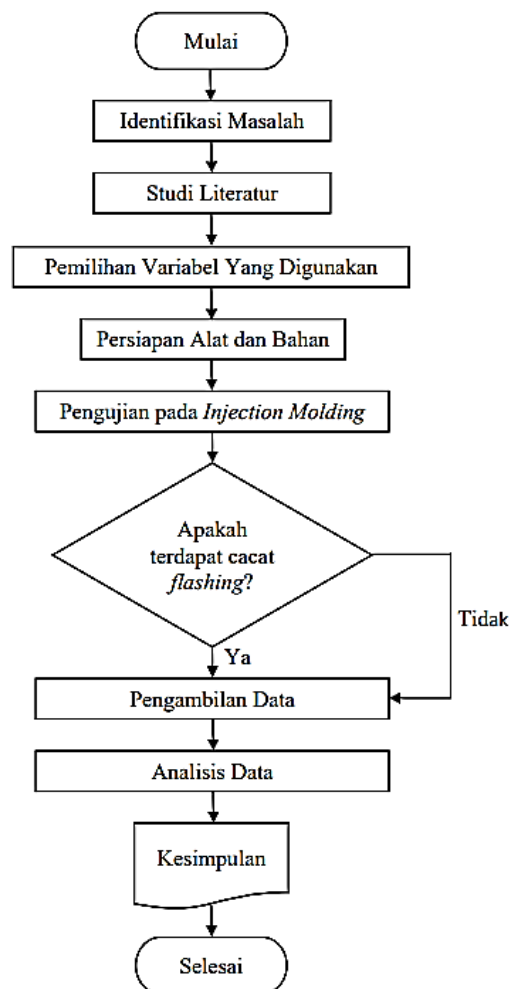 Mulai
Identifikasi Masalah
Studi Literatur
Pemilihan Variabel Yang Digunakan
Persiapan Alat dan Bahan
Pengujian pada Injection Molding
Apakah
terdapat cacat
flashing?
Tidak
Ya
Pengambilan Data
Analisis Data
Kesimpulan
Selesai